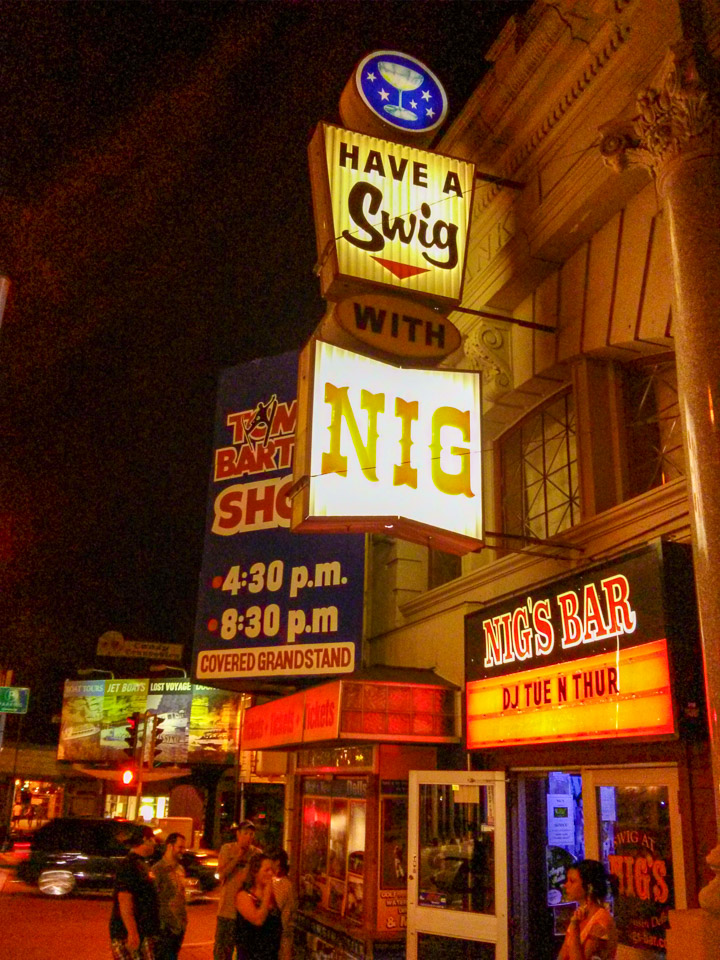 HAVE A
Swig
WITH
NIG
TOM
BART
SHO
4:30 p.m.
8:30 p.m
COVERED GRANDSTAND
NIG'S BAR
DJ TUE N THUR
BOAT TOURS JET BOATS LOST VOYAGE
Tickets
SWIG AT
NIG'S